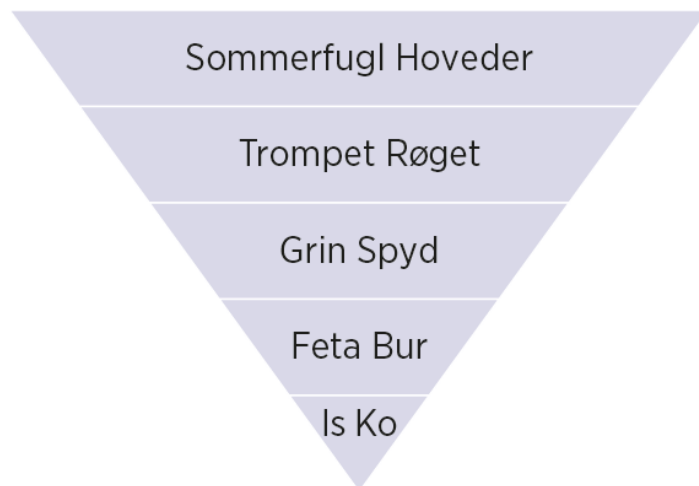 Sommerfugl Hoveder
Trompet Røget
Grin Spyd
Feta Bur
Is Ko